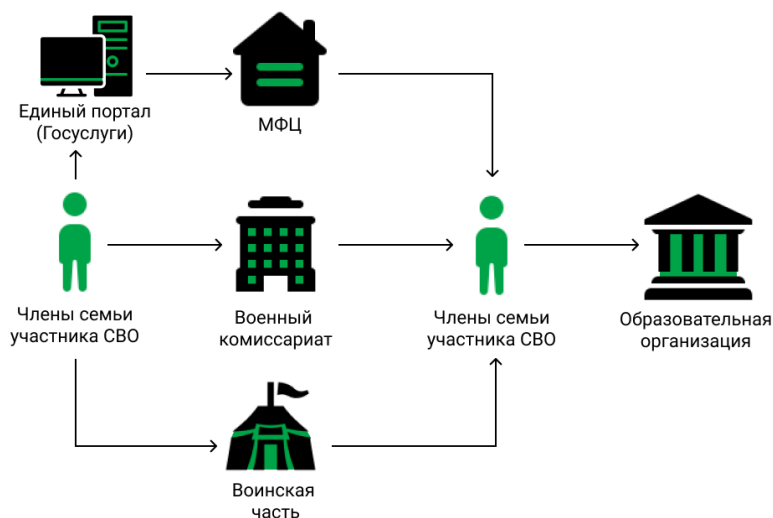 Единый портал
(Госуслуги)
МФЦ
Члены семьи
участника СВО
Военный
комиссариат
Члены семьи
участника СВО
Образовательная
организация
Воинская
часть